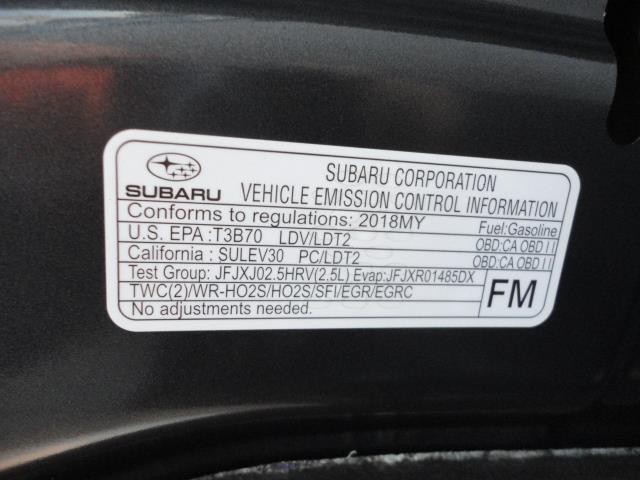 SUBARU
SUBARU CORPORATION
VEHICLE EMISSION CONTROL INFORMATION
Conforms to regulations: 2018MY Fuel:Gasoline
U.S. EPA :T3B70 LDV/LDT2 OBD:CA OBD II
California : SULEV30 PC/LDT2 OBD:CA OBD II
Test Group: JFJXJ02.5HRV(2.5L) Evap:JFJXR01485DX
TWC(2)/WR-HO2S/HO2S/SFI/EGR/EGRC
No adjustments needed.
FM